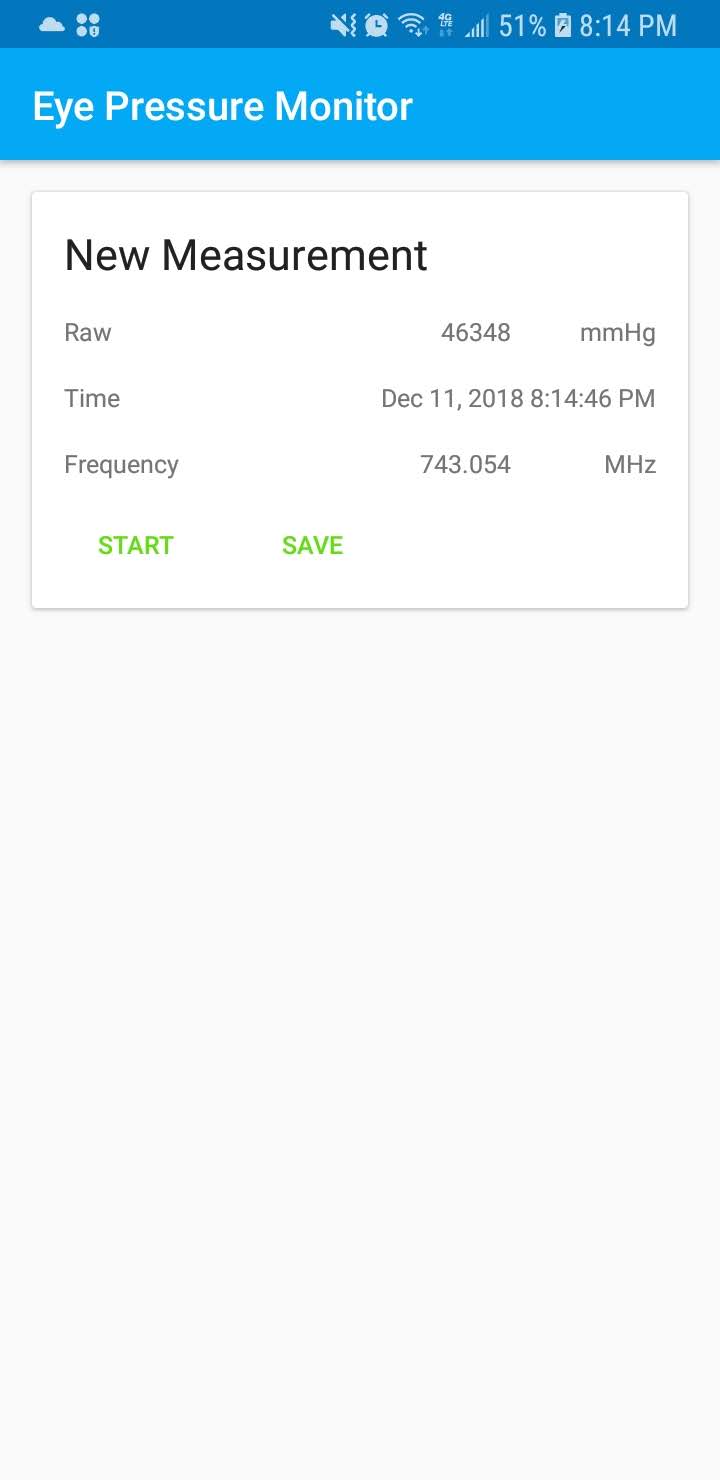 51% 8:14 PM
Eye Pressure Monitor
New Measurement
Raw 46348 mmHg
Time Dec 11, 2018 8:14:46 PM
Frequency 743.054 MHz
START SAVE